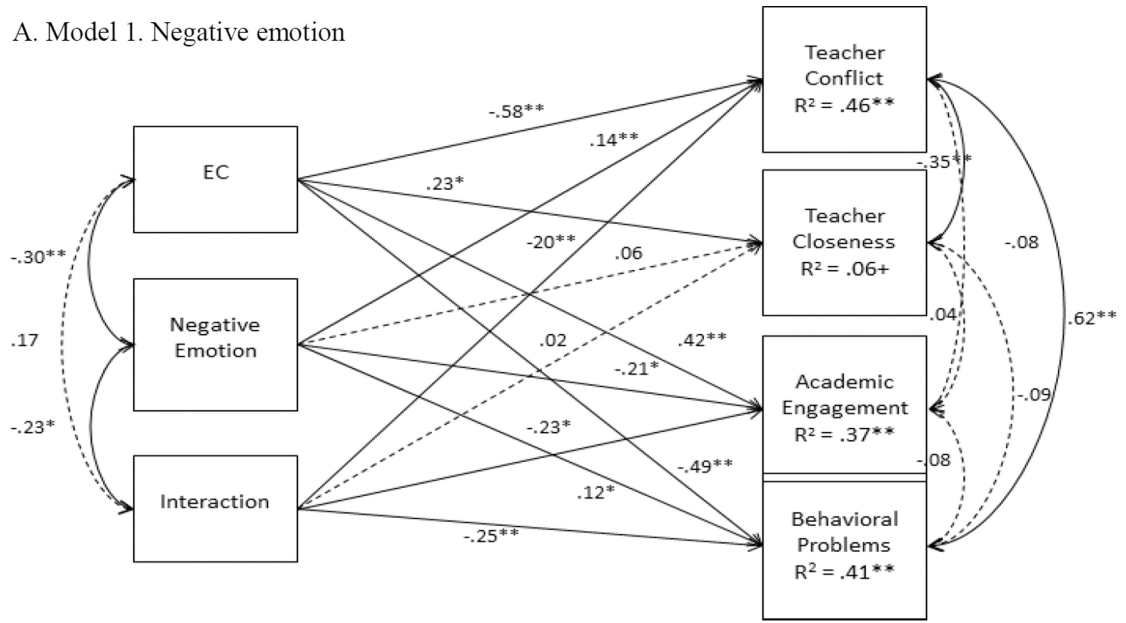 A. Model 1. Negative emotion
EC
Negative
Emotion
Interaction
-.30**
.17
-.23*
-.58**
.14**
.23*
-20**
.06
.02
.42**
-.21*
-.23*
-.49**
.12*
-.25**
Teacher
Conflict
R² = .46**
Teacher
Closeness
R² = .06+
Academic
Engagement
R² = .37**
Behavioral
Problems
R² = .41**
-.35**
-.08
.04
.62**
-.09
-.08